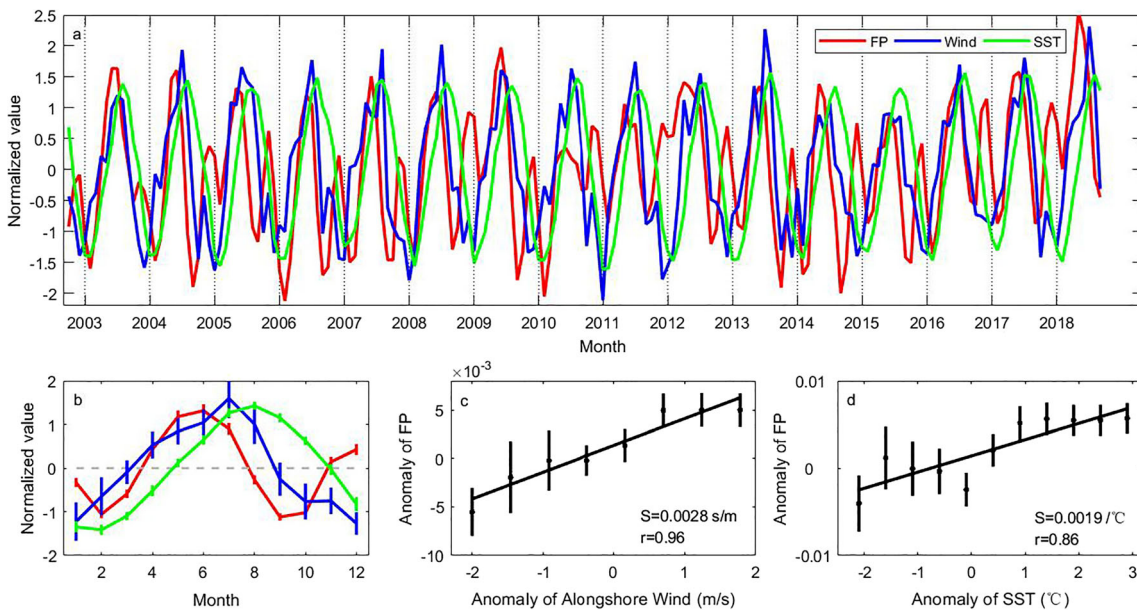 a
FP Wind SST
Normalized value
2.5
2
1.5
1
0.5
0
-0.5
-1
-1.5
-2
2003 2004 2005 2006 2007 2008 2009 2010 2011 2012 2013 2014 2015 2016 2017 2018
Month
b
Normalized value
2
1
0
-1
-2
2 4 6 8 10 12
Month
×10⁻³
c
Anomaly of FP
5
0
-5
-10
S=0.0028 s/m
r=0.96
-2 -1 0 1 2
Anomaly of Alongshore Wind (m/s)
d
Anomaly of FP
0.01
0
-0.01
S=0.0019 /℃
r=0.86
-2 -1 0 1 2 3
Anomaly of SST (℃)